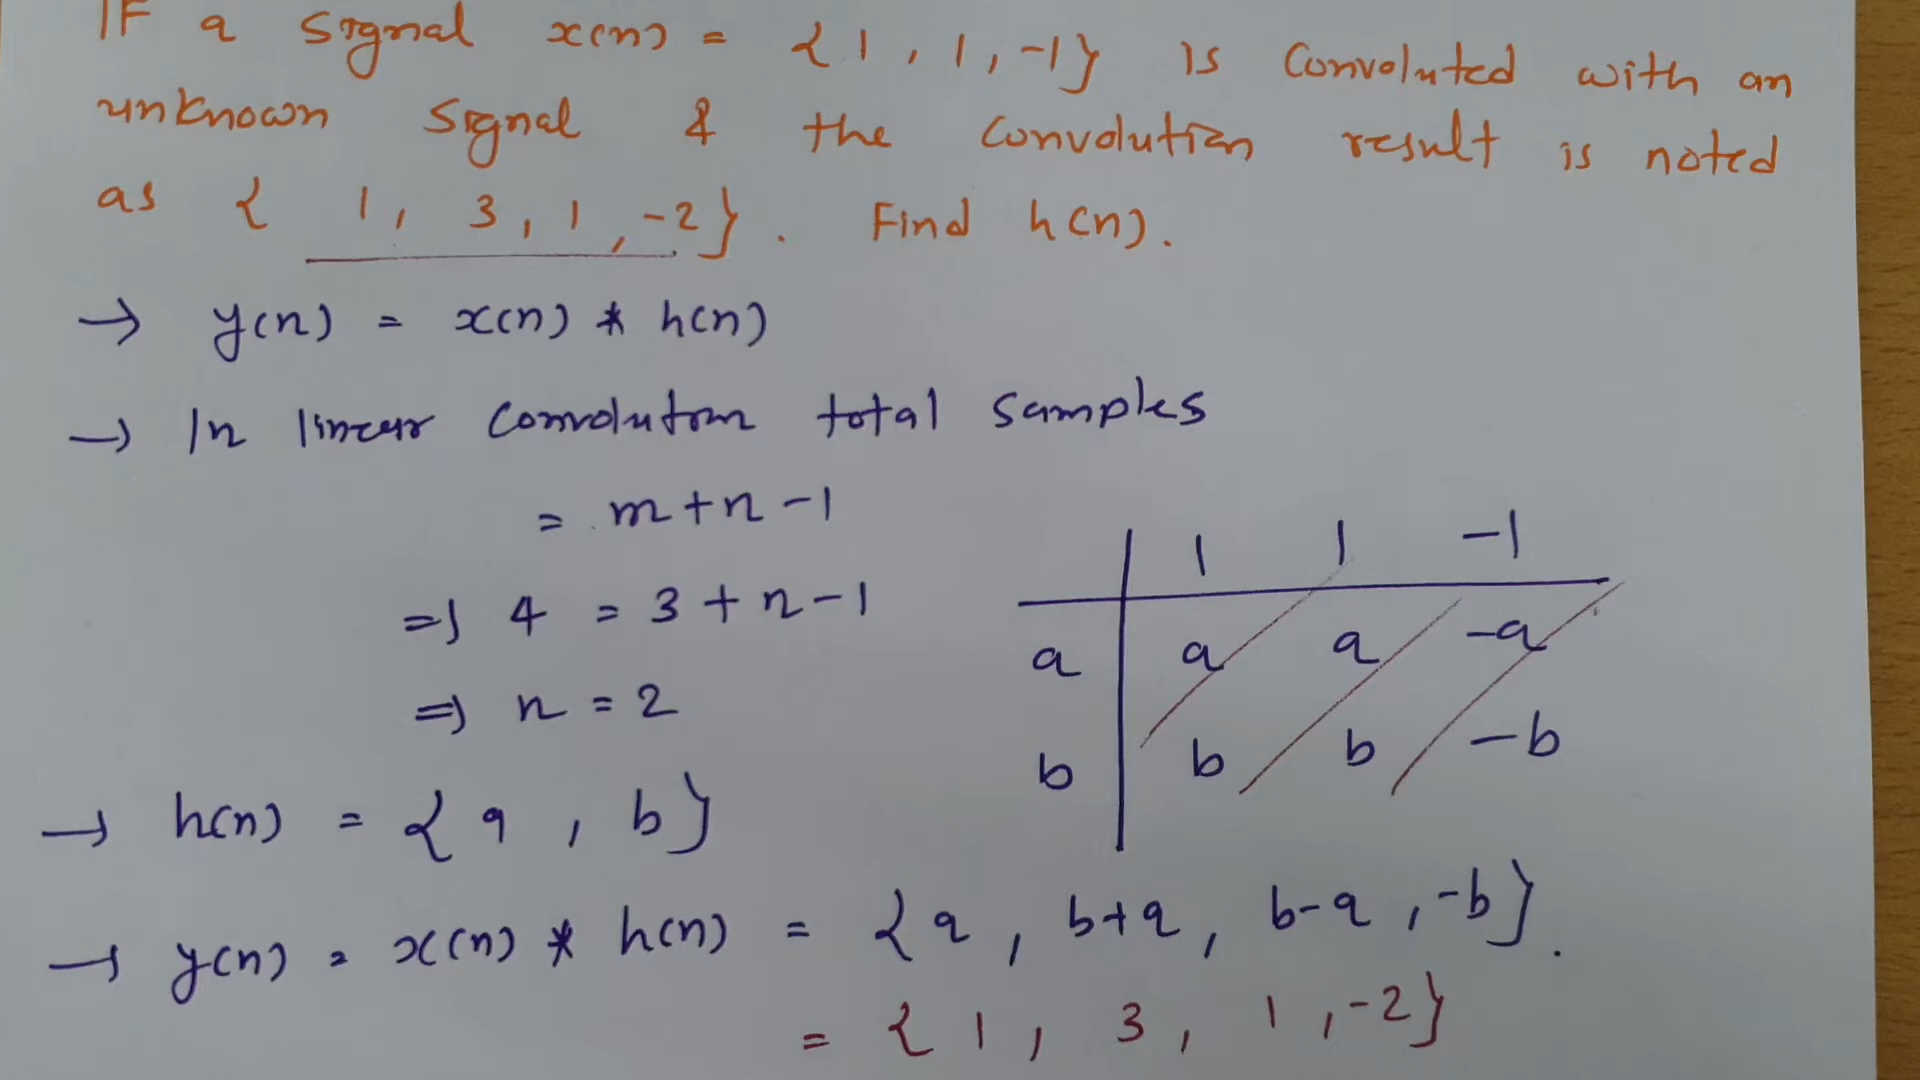 IF a signal x(n) = {1, 1, -1} is convoluted with an
unknown signal & the convolution result is noted
as { 1, 3, 1, -2}. Find h(n).
→ y(n) = x(n) * h(n)
→ In linear convolution total samples
= m+n-1
⇒ 4 = 3+n-1
⇒ n = 2
1 1 -1
a a a -a
b b b -b
→ h(n) = {a, b}
→ y(n) = x(n) * h(n) = {a, b+a, b-a, -b}.
= {1, 3, 1, -2}